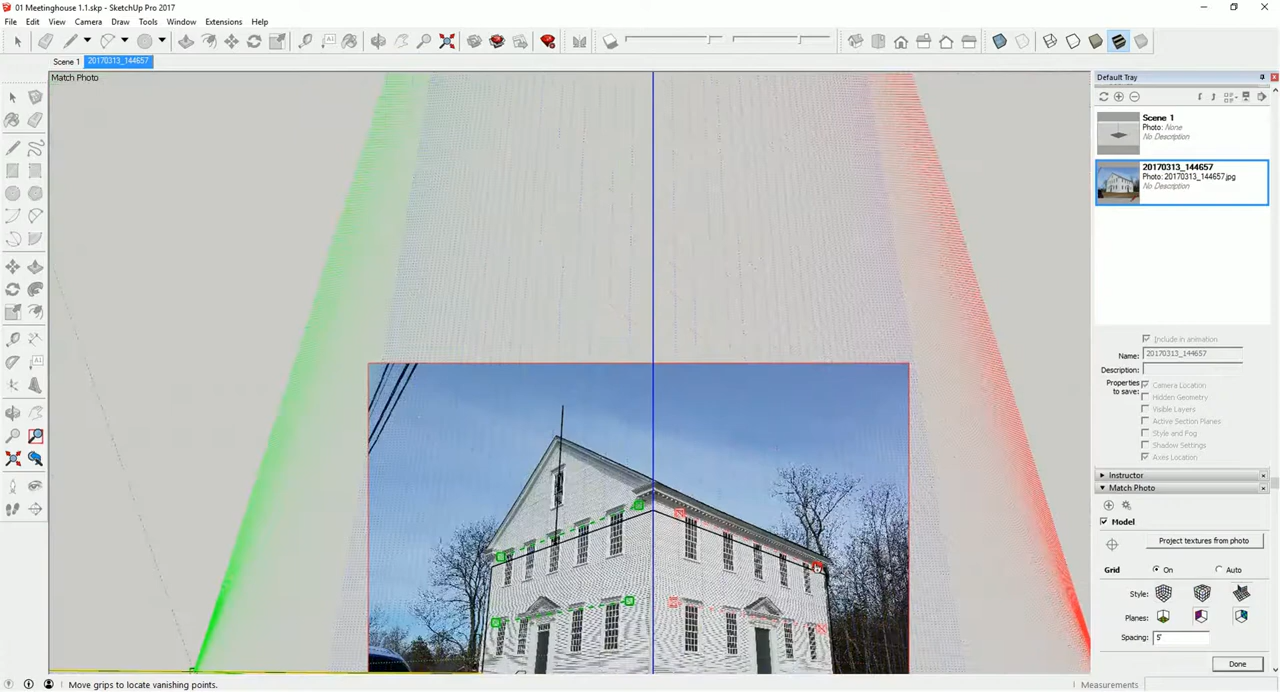 01 Meetinghouse 1.1.skp - SketchUp Pro 2017
File Edit View Camera Draw Tools Window Extensions Help
Scene 1 20170313_144657
Match Photo
Default Tray
Scene 1
Photo: None
No Description
20170313_144657
Photo: 20170313_144657.jpg
No Description
Include in animation
Name: 20170313_144657
Description:
Properties to save:
Camera Location
Hidden Geometry
Visible Layers
Active Section Planes
Style and Fog
Shadow Settings
Axes Location
Instructor
Match Photo
Model
Project textures from photo
Grid On Auto
Style:
Planes:
Spacing: 5'
Done
Move grips to locate vanishing points.
Measurements